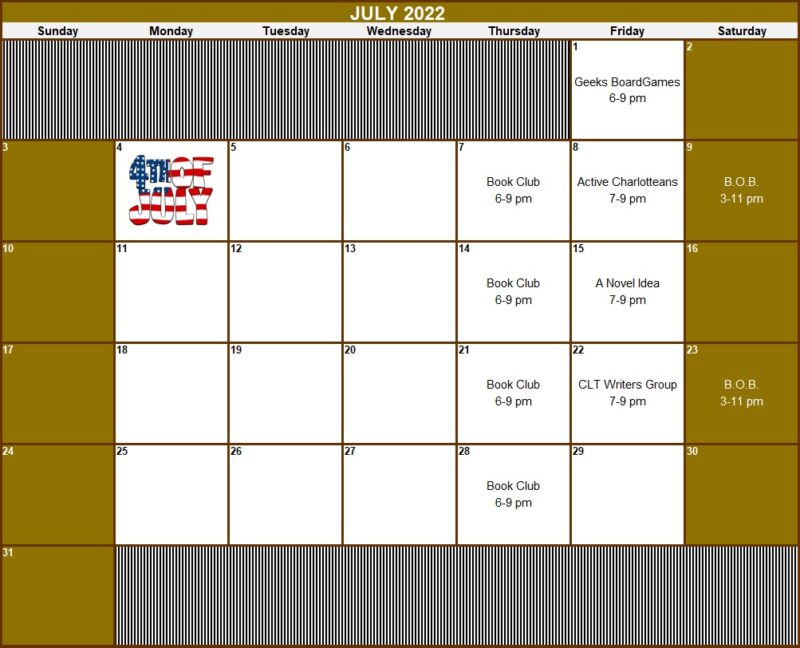 JULY 2022
Sunday Monday Tuesday Wednesday Thursday Friday Saturday
1
Geeks BoardGames
6-9 pm
2
3
4
4TH OF
JULY
5
6
7
Book Club
6-9 pm
8
Active Charlotteans
7-9 pm
9
B.O.B.
3-11 pm
10
11
12
13
14
Book Club
6-9 pm
15
A Novel Idea
7-9 pm
16
17
18
19
20
21
Book Club
6-9 pm
22
CLT Writers Group
7-9 pm
23
B.O.B.
3-11 pm
24
25
26
27
28
Book Club
6-9 pm
29
30
31